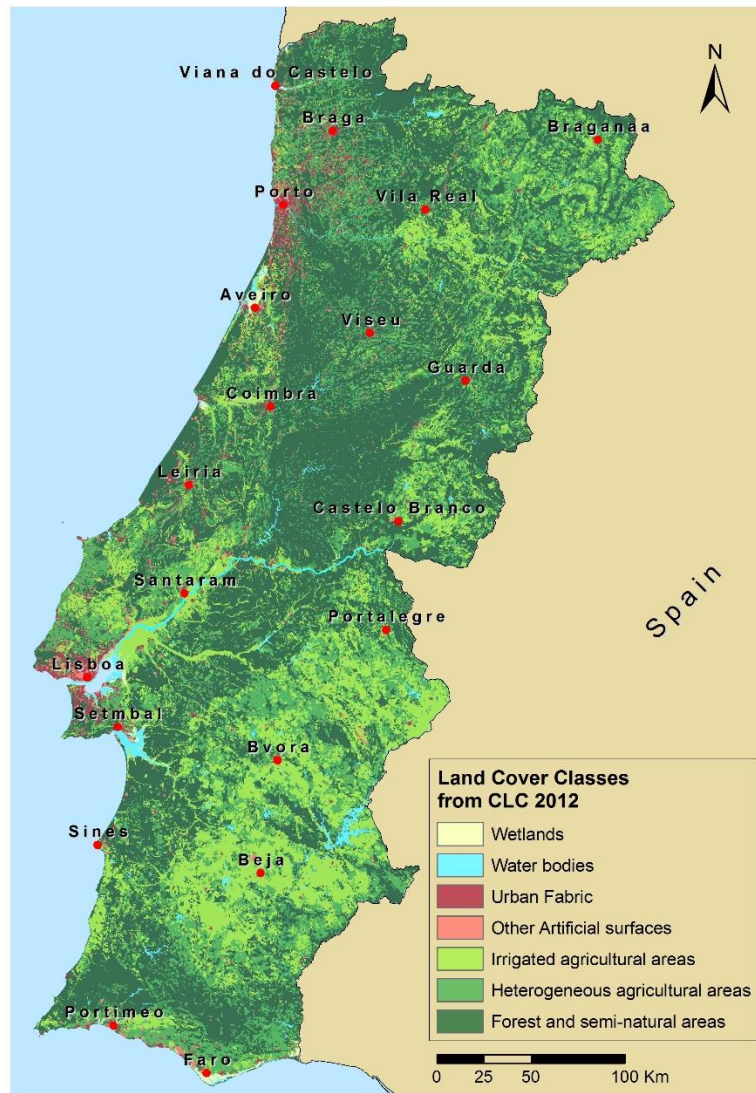 N
Viana do Castelo
Braga
Braganaa
Porto
Vila Real
Aveiro
Viseu
Guarda
Coimbra
Leiria
Castelo Branco
Santaram
Portalegre
Spain
Lisboa
Setmbal
Bvora
Sines
Beja
Portimeo
Faro
Land Cover Classes
from CLC 2012
Wetlands
Water bodies
Urban Fabric
Other Artificial surfaces
Irrigated agricultural areas
Heterogeneous agricultural areas
Forest and semi-natural areas
0 25 50 100 Km